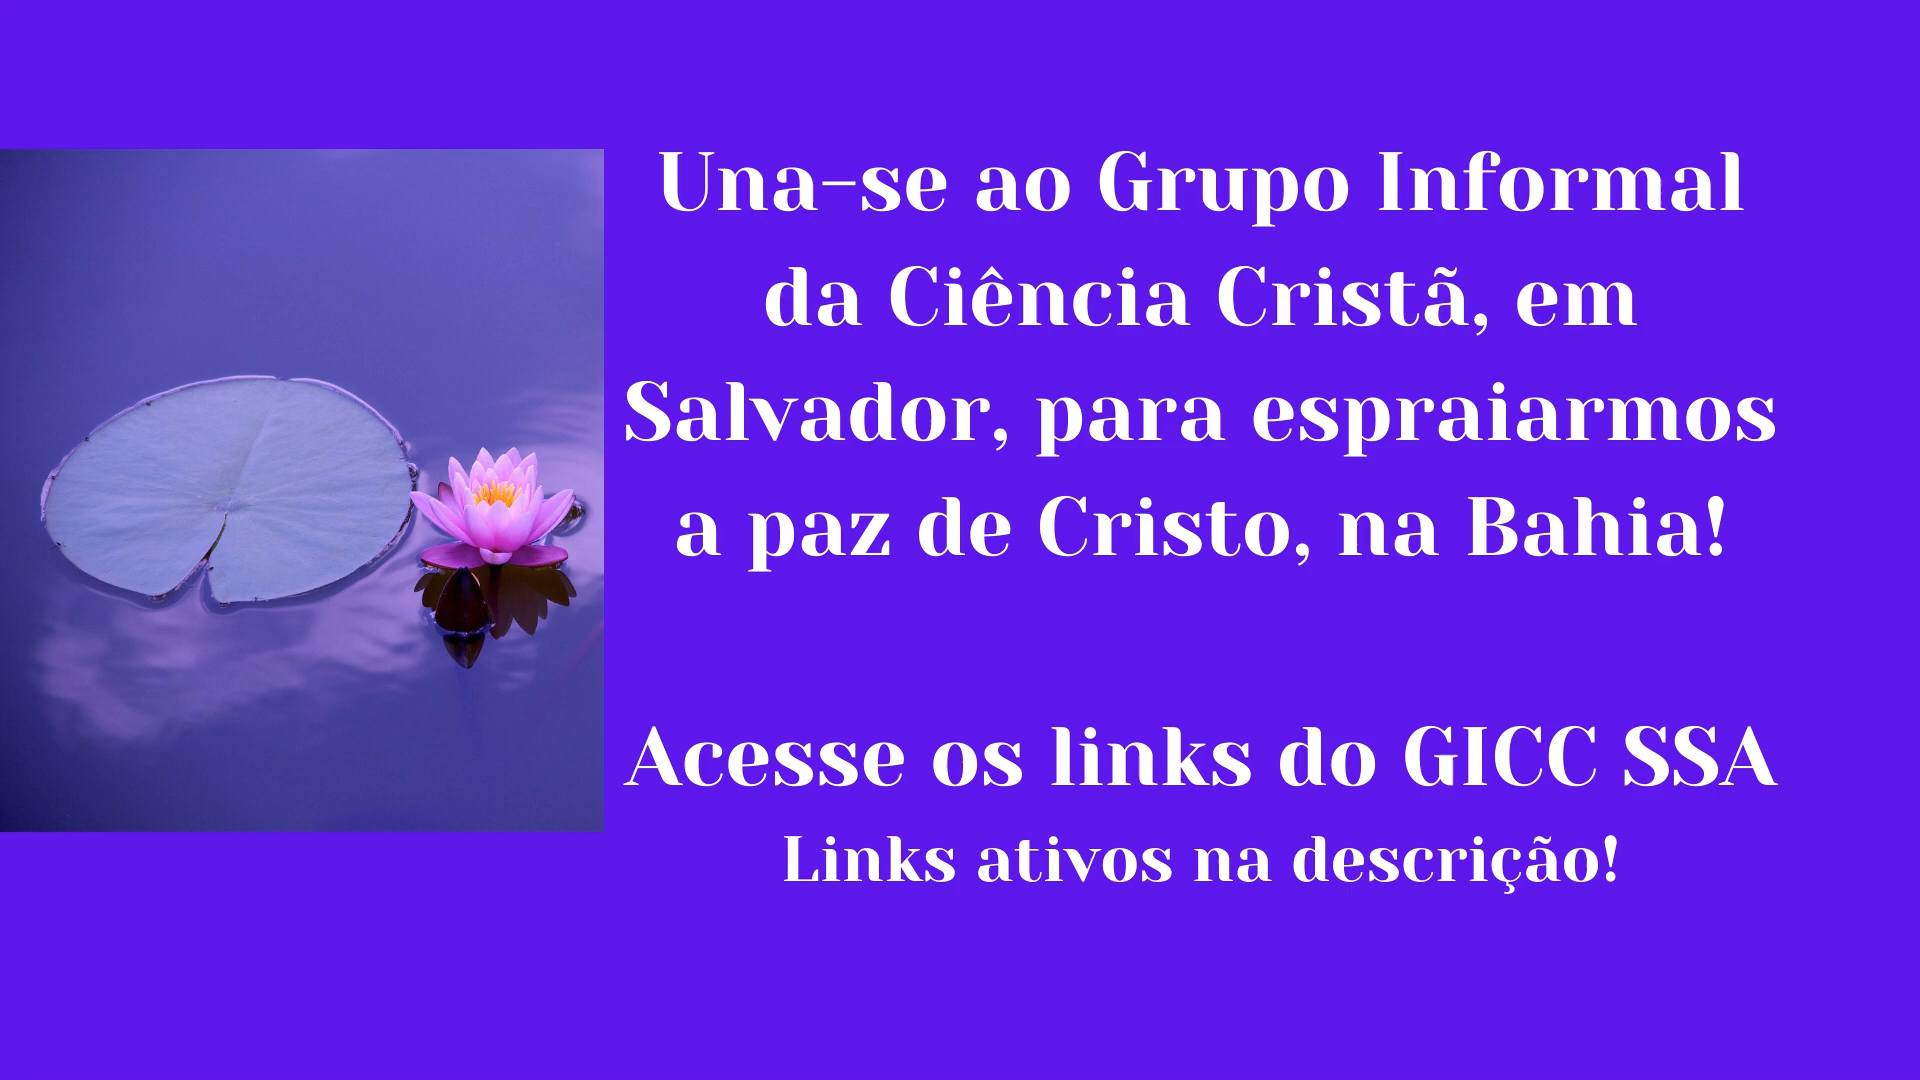 Una-se ao Grupo Informal
da Ciência Cristã, em
Salvador, para espraiarmos
a paz de Cristo, na Bahia!
Acesse os links do GICC SSA
Links ativos na descrição!